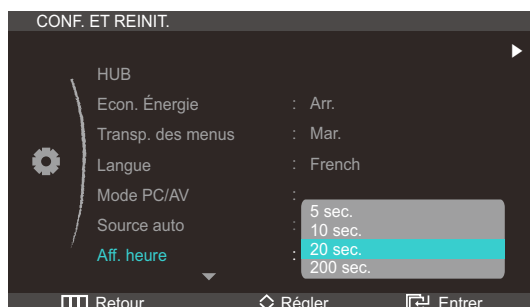 CONF. ET REINIT.
HUB
Econ. Énergie : Arr.
Transp. des menus : Mar.
Langue : French
Mode PC/AV :
Source auto :
Aff. heure :
5 sec.
10 sec.
20 sec.
200 sec.
Retour Régler Entrer